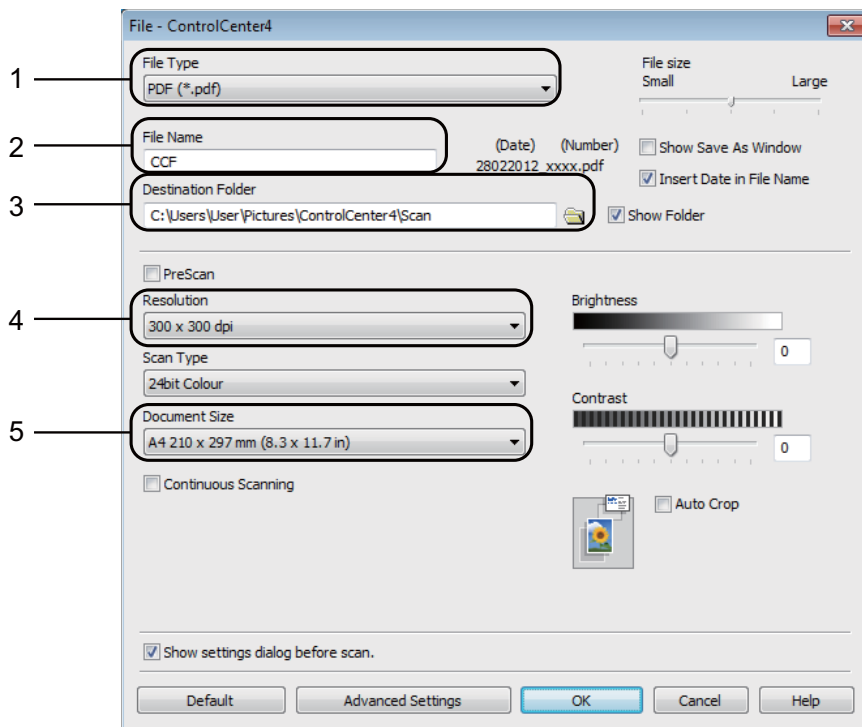 File - ControlCenter4
1
File Type
PDF (*.pdf)
File size
Small Large
2
File Name
CCF
(Date) (Number)
28022012_xxxx.pdf
Show Save As Window
Insert Date in File Name
3
Destination Folder
C:\Users\User\Pictures\ControlCenter4\Scan
Show Folder
PreScan
4
Resolution
300 x 300 dpi
Scan Type
24bit Colour
5
Document Size
A4 210 x 297 mm (8.3 x 11.7 in)
Continuous Scanning
Brightness
0
Contrast
0
Auto Crop
Show settings dialog before scan.
Default Advanced Settings OK Cancel Help